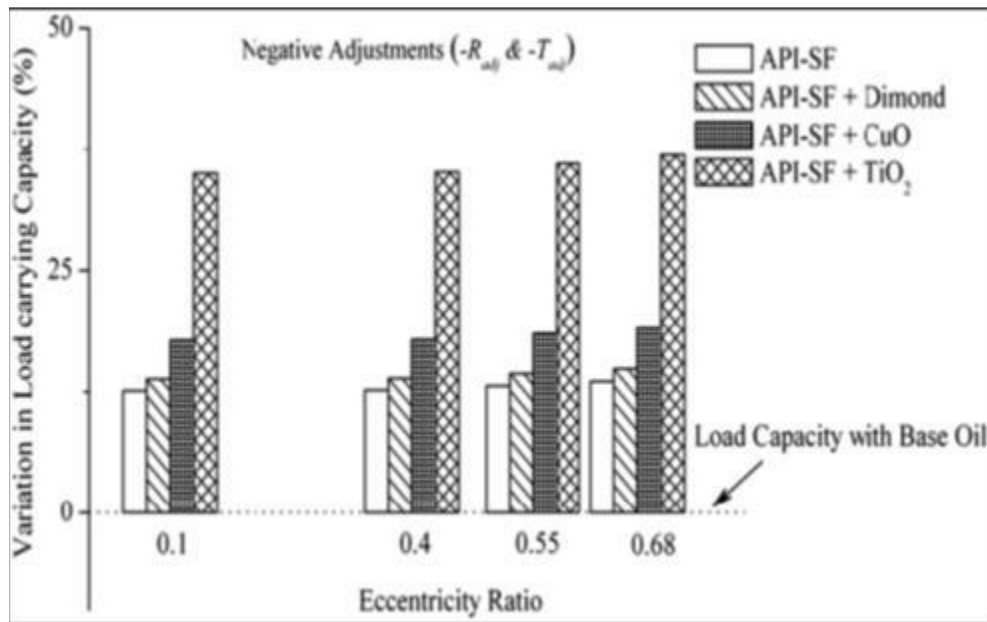 Variation in Load carrying Capacity (%)
50
25
0
Negative Adjustments (-R_adj & -T_adj)
API-SF
API-SF + Dimond
API-SF + CuO
API-SF + TiO₂
Load Capacity with Base Oil
0.1 0.4 0.55 0.68
Eccentricity Ratio